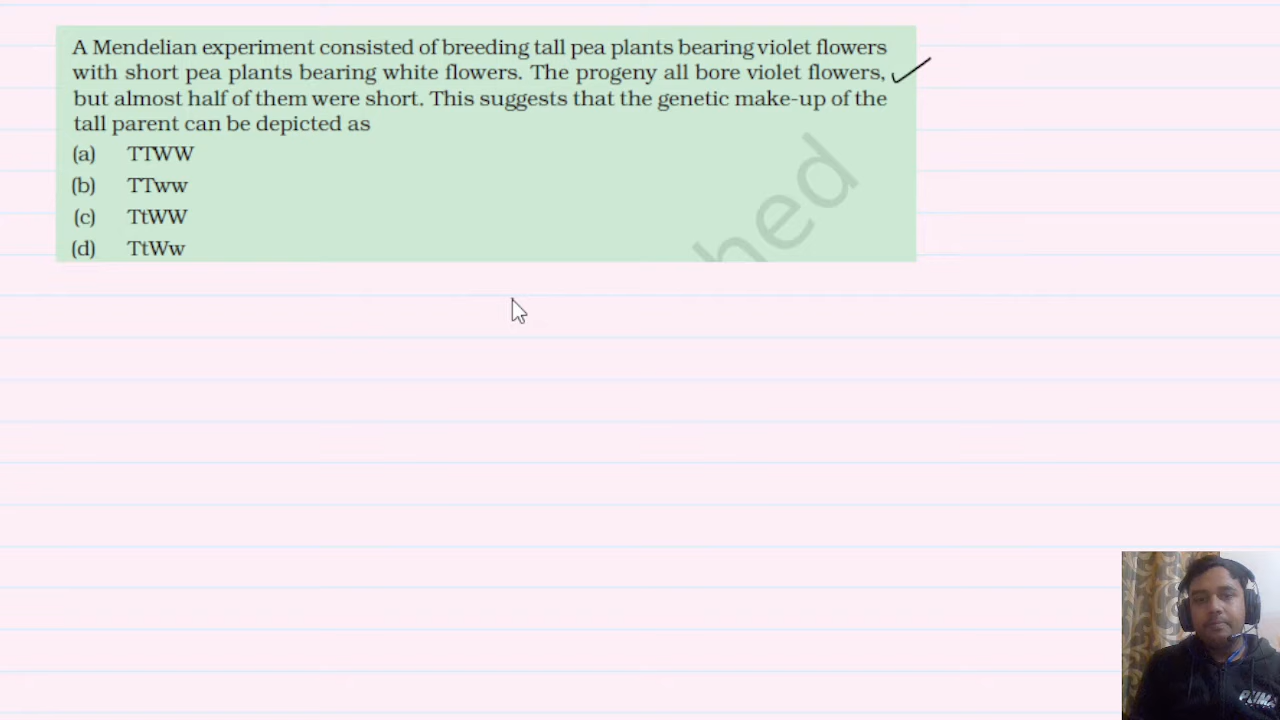 A Mendelian experiment consisted of breeding tall pea plants bearing violet flowers
with short pea plants bearing white flowers. The progeny all bore violet flowers,
but almost half of them were short. This suggests that the genetic make-up of the
tall parent can be depicted as
(a) TTWW
(b) TTww
(c) TtWW
(d) TtWw
hed
PUMA